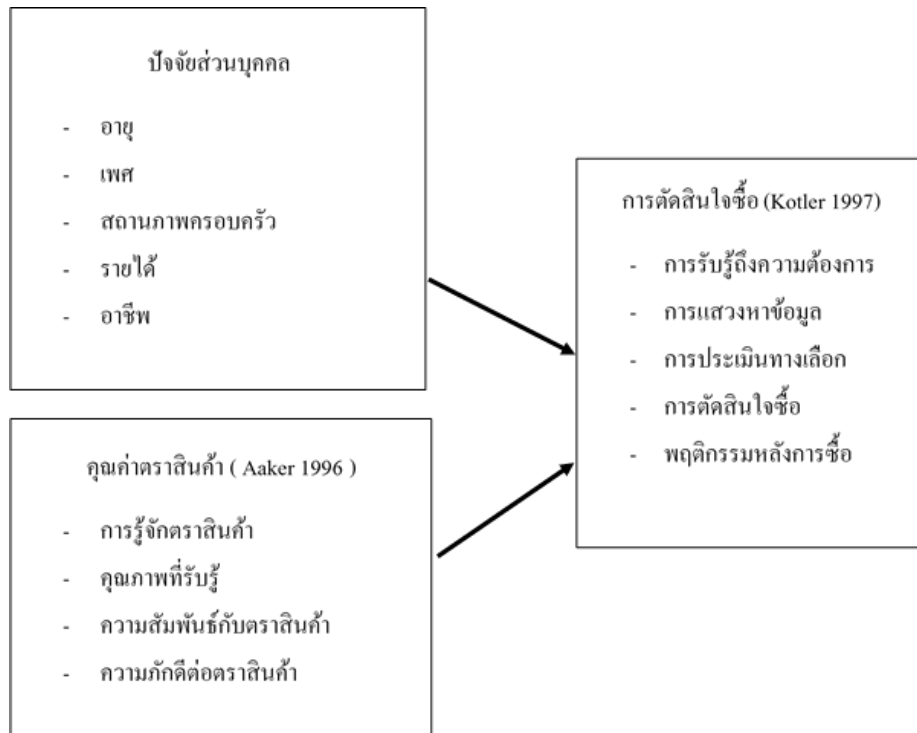 ปัจจัยส่วนบุคคล
- อายุ
- เพศ
- สถานภาพครอบครัว
- รายได้
- อาชีพ
คุณค่าตราสินค้า ( Aaker 1996 )
- การรู้จักตราสินค้า
- คุณภาพที่รับรู้
- ความสัมพันธ์กับตราสินค้า
- ความภักดีต่อตราสินค้า
การตัดสินใจซื้อ (Kotler 1997)
- การรับรู้ถึงความต้องการ
- การแสวงหาข้อมูล
- การประเมินทางเลือก
- การตัดสินใจซื้อ
- พฤติกรรมหลังการซื้อ